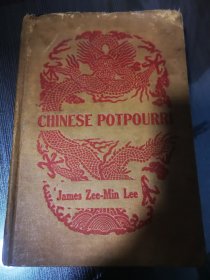 CHINESE POTPOURRI
James Zee-Min Lee